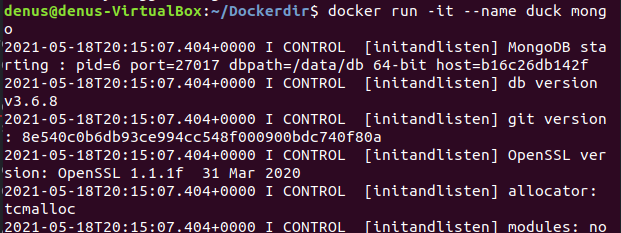 denus@denus-VirtualBox:~/Dockerdir$ docker run -it --name duck mong
o
2021-05-18T20:15:07.404+0000 I CONTROL  [initandlisten] MongoDB sta
rting : pid=6 port=27017 dbpath=/data/db 64-bit host=b16c26db142f
2021-05-18T20:15:07.404+0000 I CONTROL  [initandlisten] db version
v3.6.8
2021-05-18T20:15:07.404+0000 I CONTROL  [initandlisten] git version
: 8e540c0b6db93ce994cc548f000900bdc740f80a
2021-05-18T20:15:07.404+0000 I CONTROL  [initandlisten] OpenSSL ver
sion: OpenSSL 1.1.1f  31 Mar 2020
2021-05-18T20:15:07.404+0000 I CONTROL  [initandlisten] allocator:
tcmalloc
2021-05-18T20:15:07.404+0000 I CONTROL  [initandlisten] modules: no